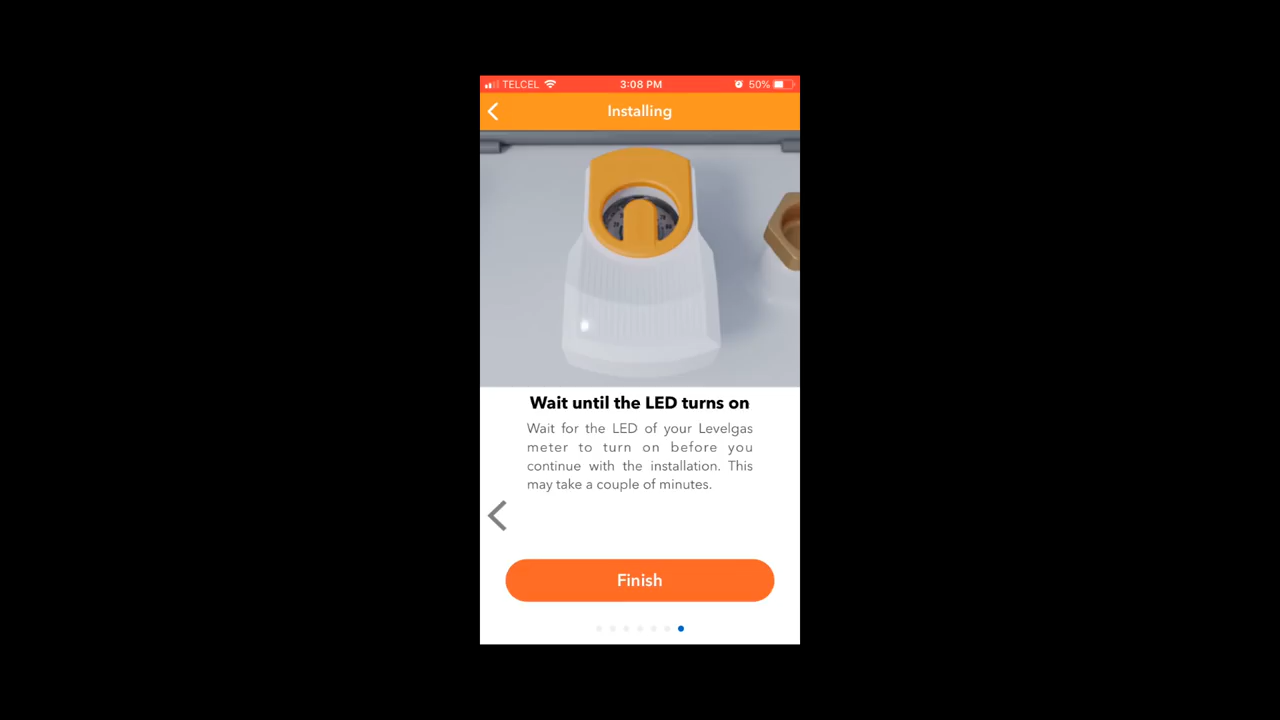 TELCEL 3:08 PM 50%
Installing
Wait until the LED turns on
Wait for the LED of your Levelgas
meter to turn on before you
continue with the installation. This
may take a couple of minutes.
Finish